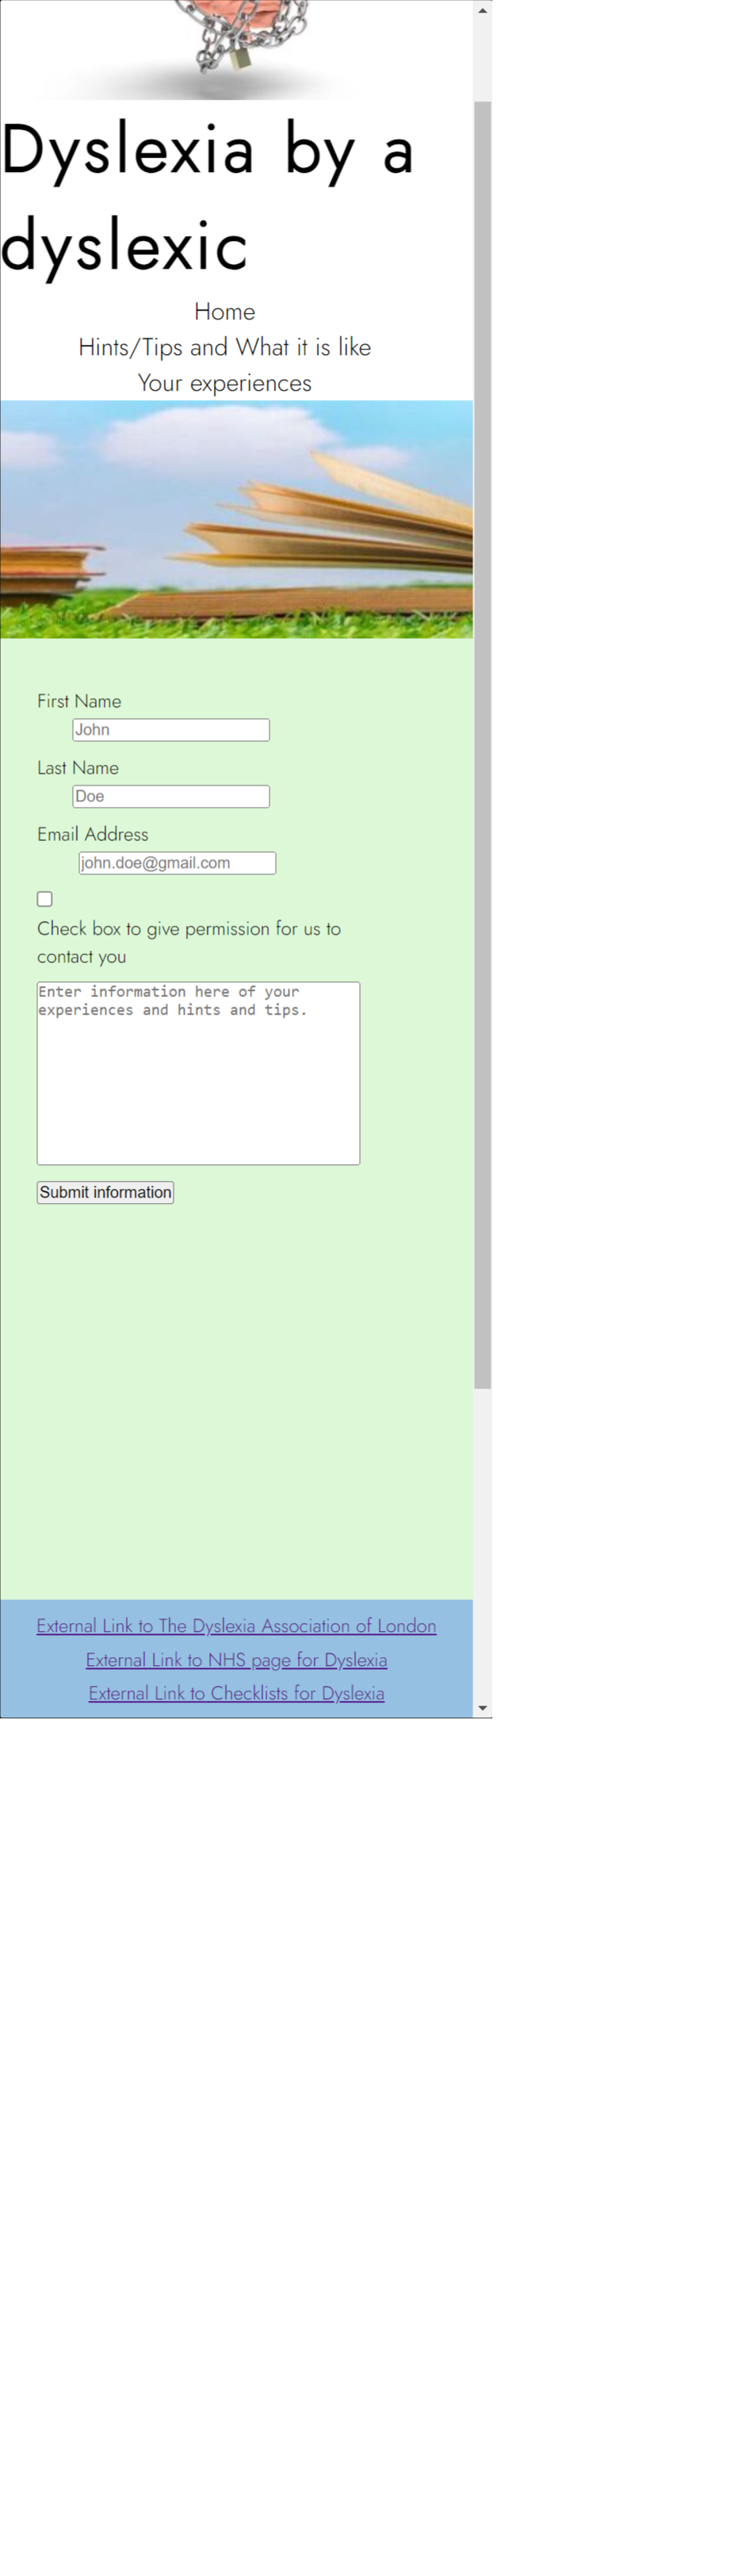 Dyslexia by a
dyslexic
Home
Hints/Tips and What it is like
Your experiences
First Name
John
Last Name
Doe
Email Address
john.doe@gmail.com
Check box to give permission for us to
contact you
Enter information here of your
experiences and hints and tips.
Submit information
External Link to The Dyslexia Association of London
External Link to NHS page for Dyslexia
External Link to Checklists for Dyslexia